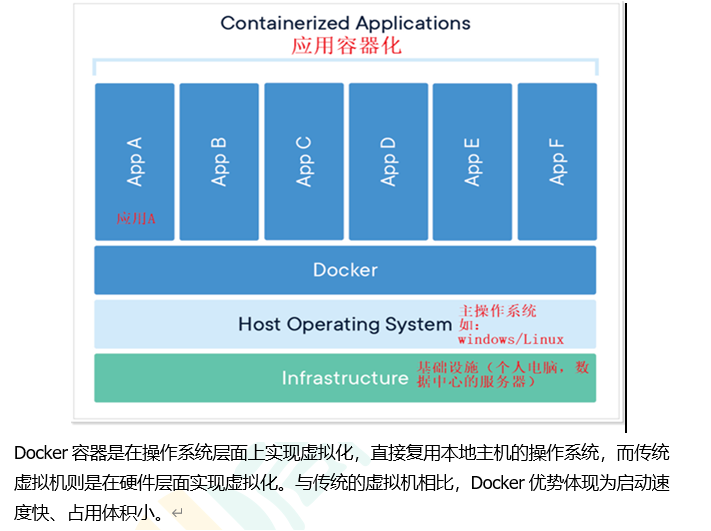 Containerized Applications
应用容器化
App A
App B
App C
App D
App E
App F
应用A
Docker
Host Operating System
主操作系统
如：
windows/Linux
Infrastructure
基础设施（个人电脑，数
据中心的服务器）
Docker 容器是在操作系统层面上实现虚拟化，直接复用本地主机的操作系统，而传统
虚拟机则是在硬件层面实现虚拟化。与传统的虚拟机相比，Docker 优势体现为启动速
度快、占用体积小。